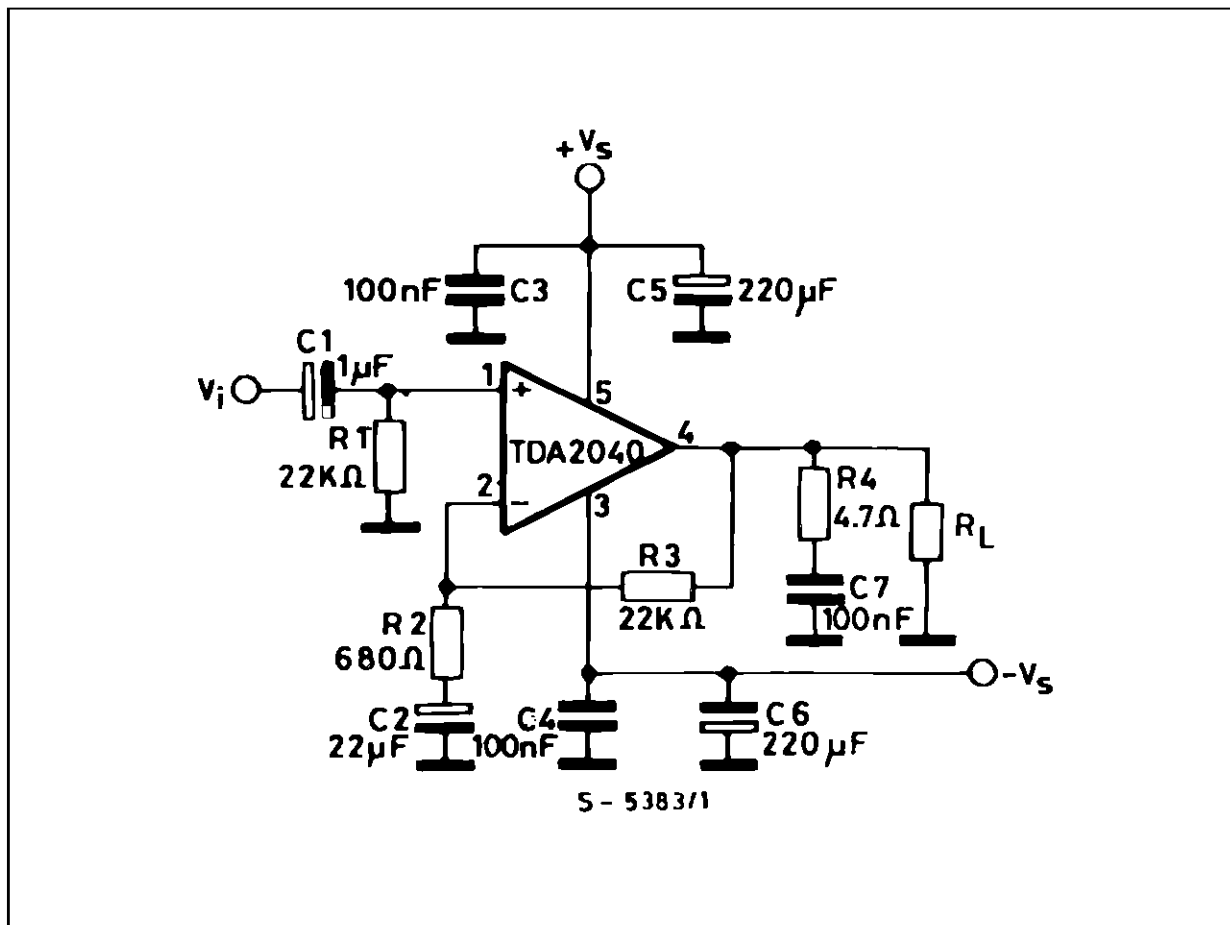 +Vs
100nF
C3
C5
220µF
C1
1µF
Vi
1
+
5
R1
22KΩ
TDA2040
4
2
−
3
R4
4.7Ω
RL
R3
22KΩ
C7
100nF
R2
680Ω
-Vs
C2
22µF
C4
100nF
C6
220µF
S - 5383/1